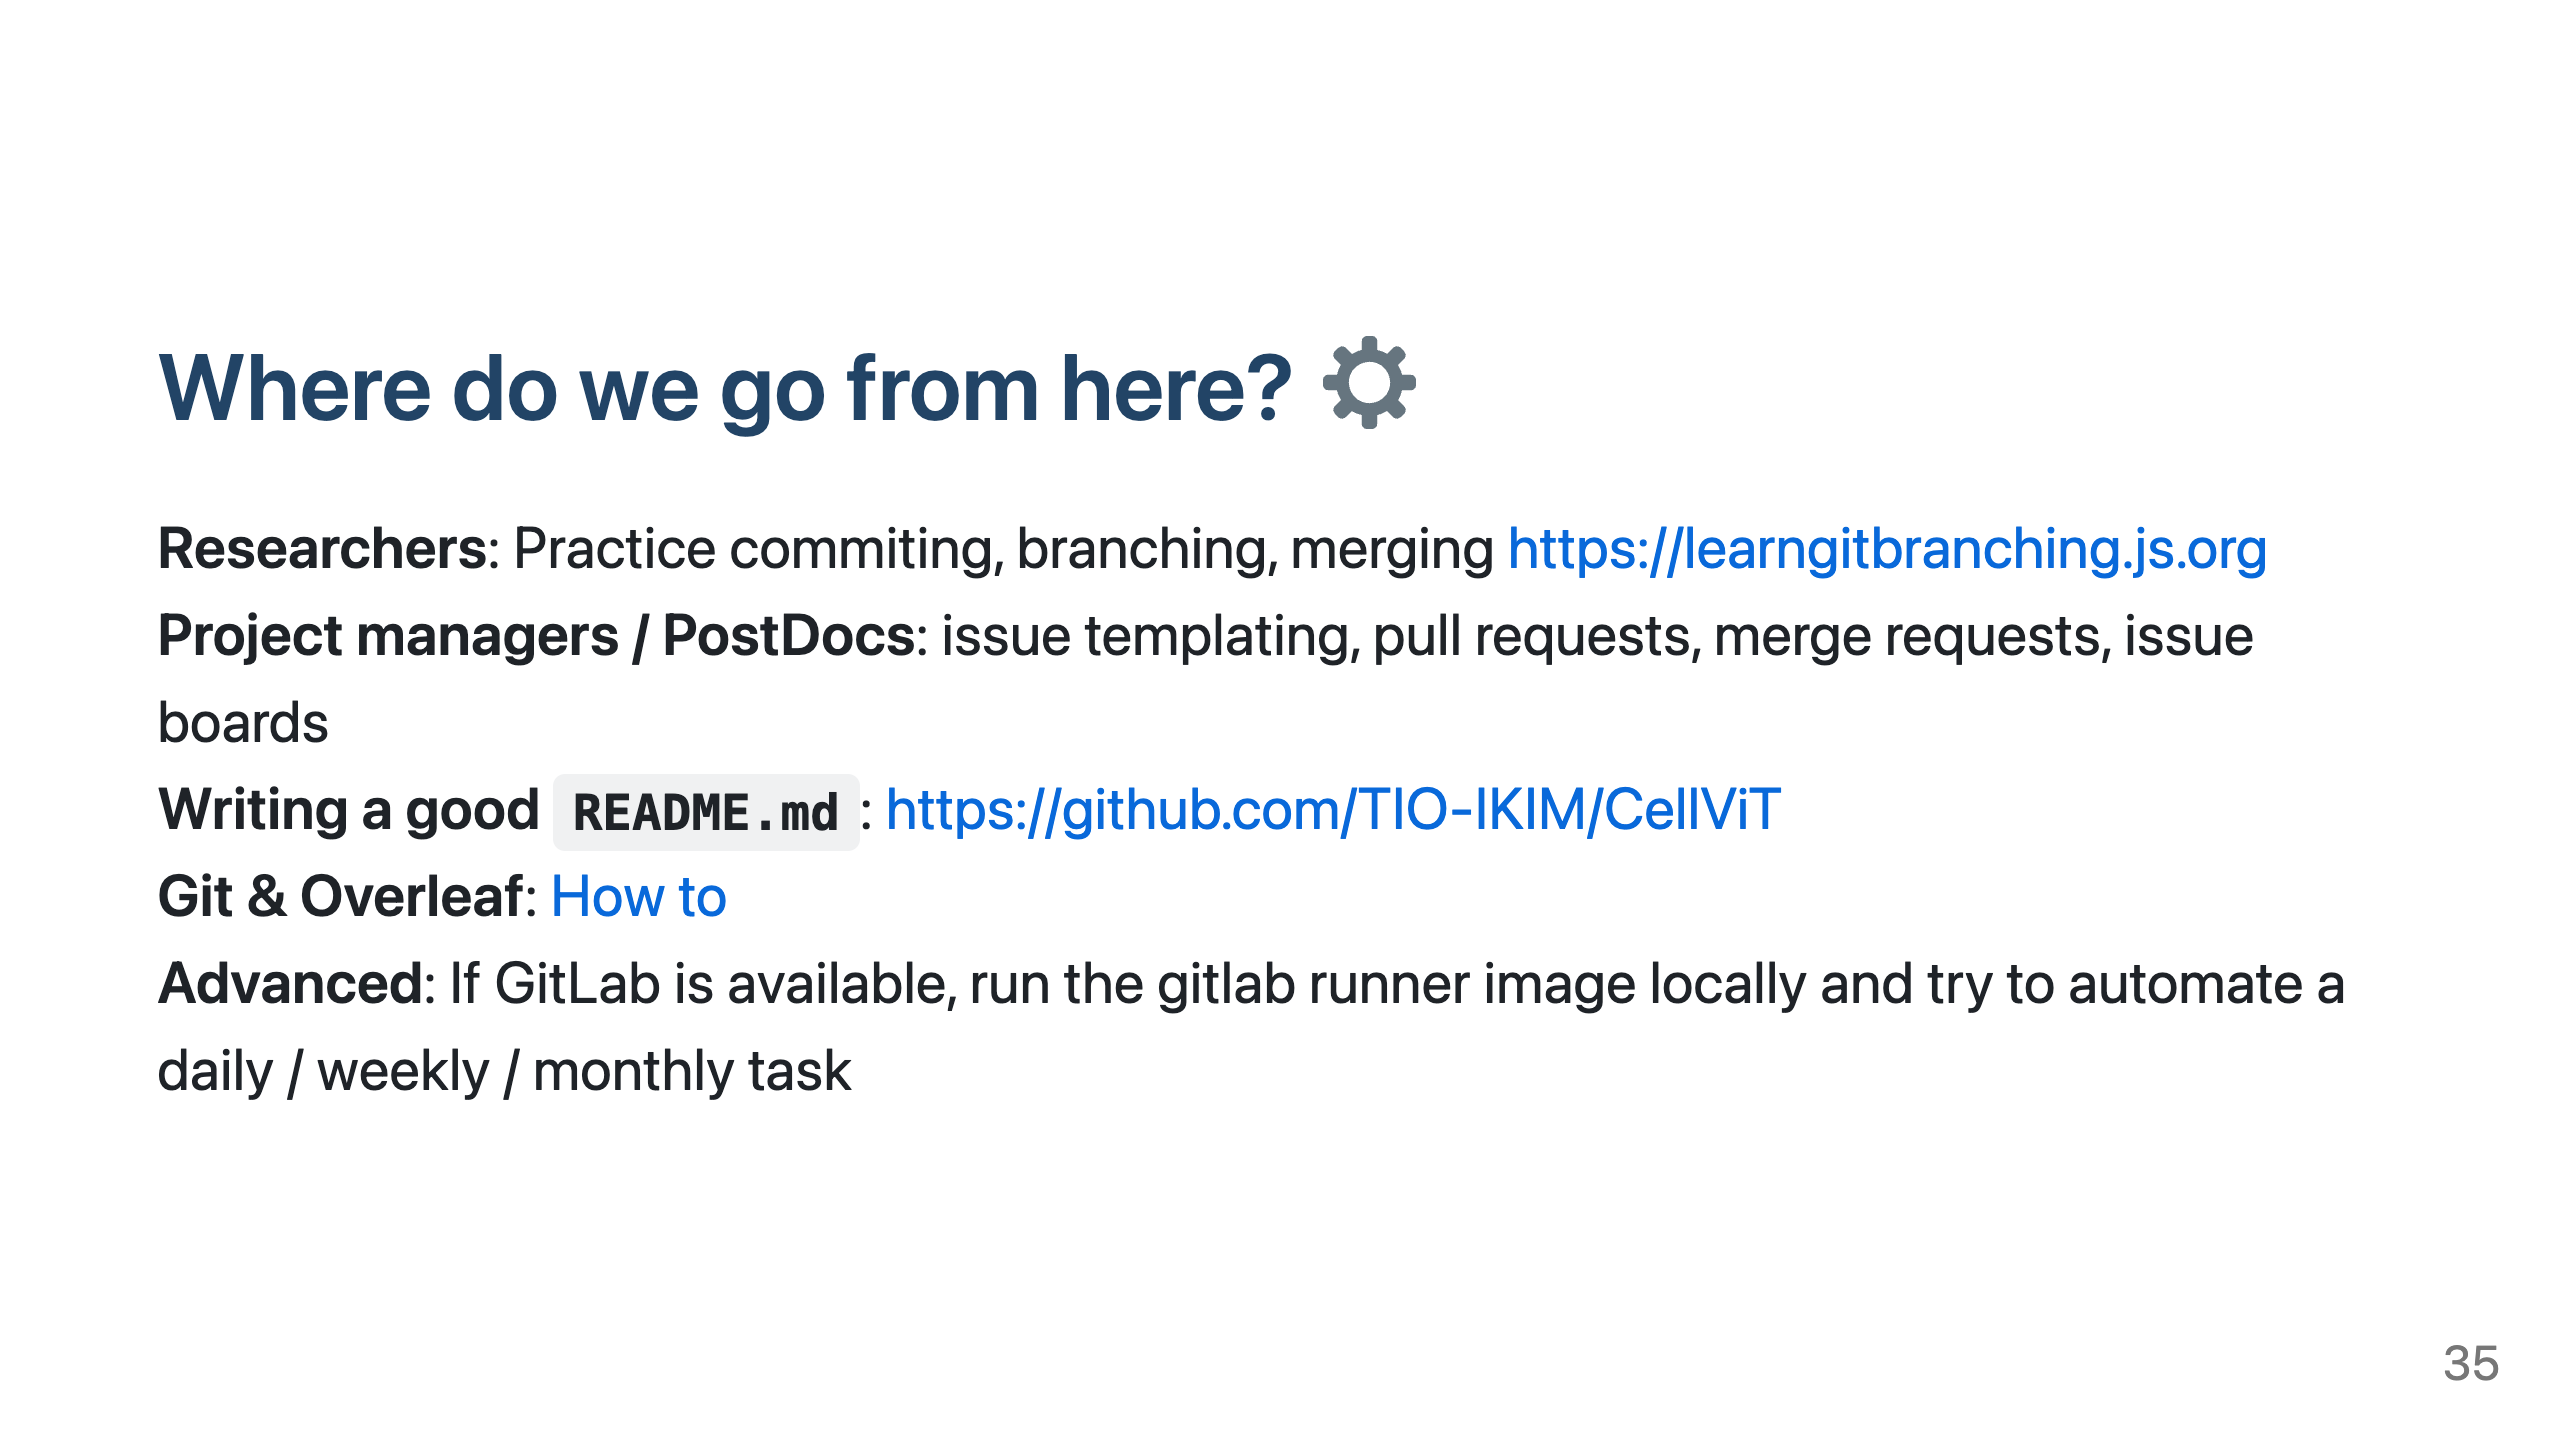 Where do we go from here?
Researchers: Practice commiting, branching, merging https://learngitbranching.js.org
Project managers / PostDocs: issue templating, pull requests, merge requests, issue
boards
Writing a good README.md : https://github.com/TIO-IKIM/CellViT
Git & Overleaf: How to
Advanced: If GitLab is available, run the gitlab runner image locally and try to automate a
daily / weekly / monthly task
35